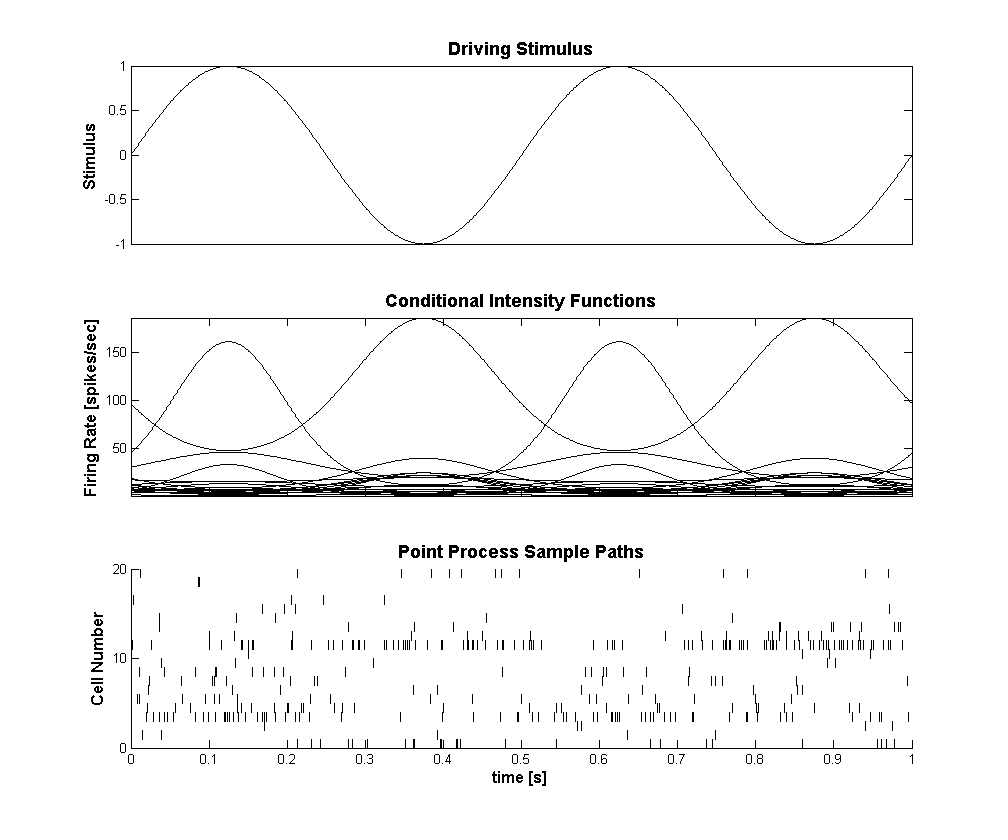 Driving Stimulus
1
0.5
0
-0.5
-1
Stimulus
Conditional Intensity Functions
150
100
50
Firing Rate [spikes/sec]
Point Process Sample Paths
20
10
0
Cell Number
0 0.1 0.2 0.3 0.4 0.5 0.6 0.7 0.8 0.9 1
time [s]